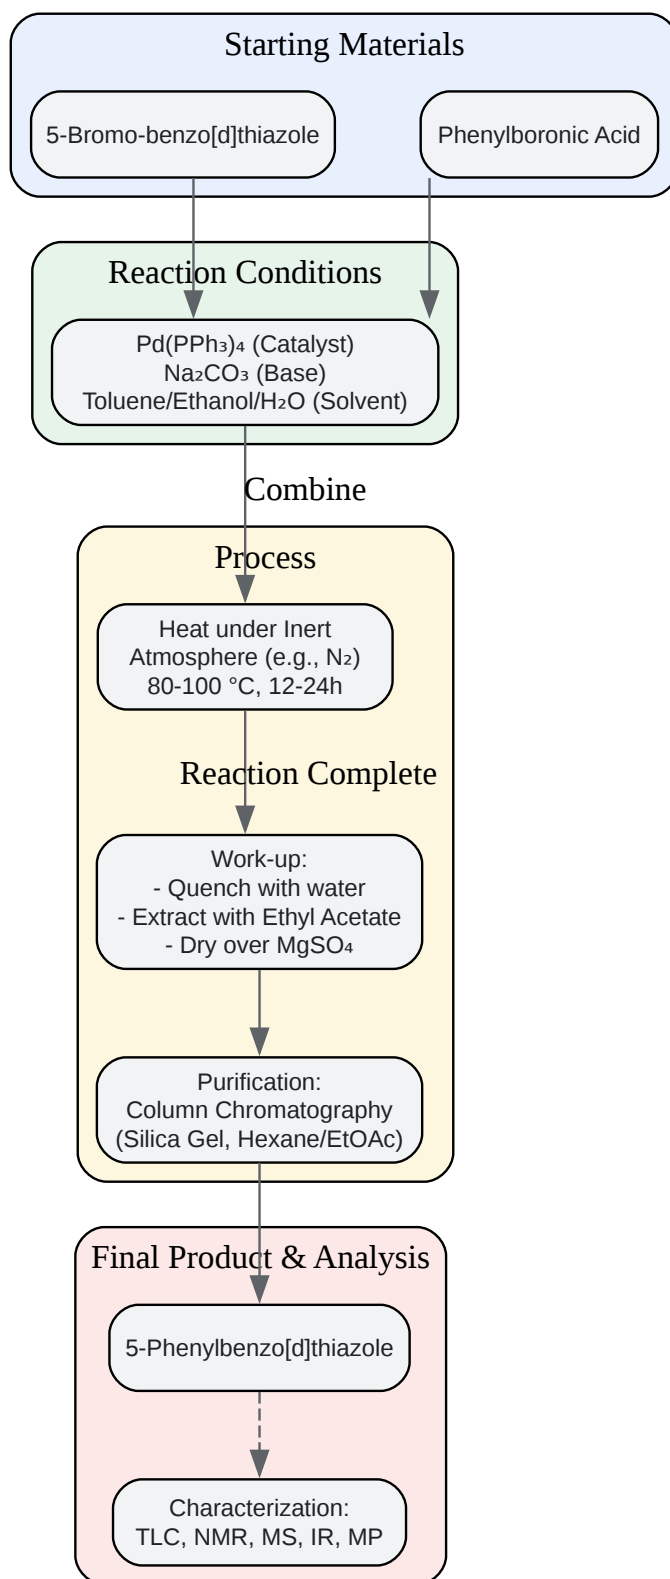 Starting Materials
5-Bromo-benzo[d]thiazole
Phenylboronic Acid
Reaction Conditions
Pd(PPh₃)₄ (Catalyst)
Na₂CO₃ (Base)
Toluene/Ethanol/H₂O (Solvent)
Combine
Process
Heat under Inert
Atmosphere (e.g., N₂)
80-100 °C, 12-24h
Reaction Complete
Work-up:
- Quench with water
- Extract with Ethyl Acetate
- Dry over MgSO₄
Purification:
Column Chromatography
(Silica Gel, Hexane/EtOAc)
Final Product & Analysis
5-Phenylbenzo[d]thiazole
Characterization:
TLC, NMR, MS, IR, MP